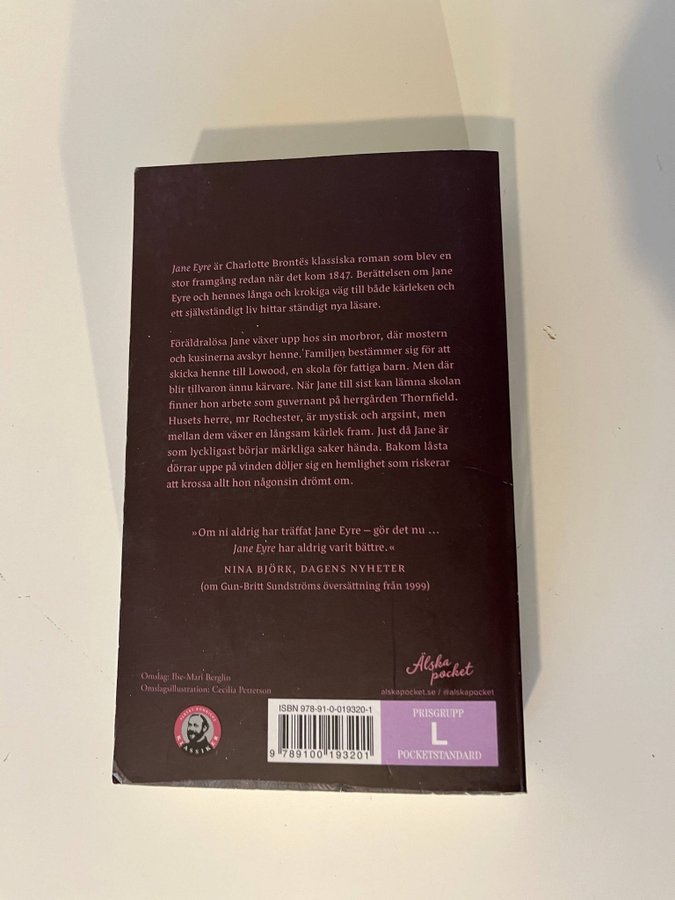 Jane Eyre är Charlotte Brontës klassiska roman som blev en
stor framgång redan när det kom 1847. Berättelsen om Jane
Eyre och hennes långa och krokiga väg till både kärleken och
ett självständigt liv hittar ständigt nya läsare.
Föräldralösa Jane växer upp hos sin morbror, där mostern
och kusinerna avskyr henne. Familjen bestämmer sig för att
skicka henne till Lowood, en skola för fattiga barn. Men där
blir tillvaron ännu kärvare. När Jane till sist kan lämna skolan
finner hon arbete som guvernant på herrgården Thornfield.
Husets herre, mr Rochester, är mystisk och argsint, men
mellan dem växer en långsam kärlek fram. Just då Jane är
som lyckligast börjar märkliga saker hända. Bakom låsta
dörrar uppe på vinden döljer sig en hemlighet som riskerar
att krossa allt hon någonsin drömt om.
»Om ni aldrig har träffat Jane Eyre – gör det nu …
Jane Eyre har aldrig varit bättre.«
NINA BJÖRK, DAGENS NYHETER
(om Gun-Britt Sundströms översättning från 1999)
Omslag: Ilse-Mari Berglin
Omslagsillustration: Cecilia Pettersson
Älska
pocket
alskapocket.se / @alskapocket
KLASSIKER
ISBN 978-91-0-019320-1
9 789100 193201
PRISGRUPP
L
POCKETSTANDARD